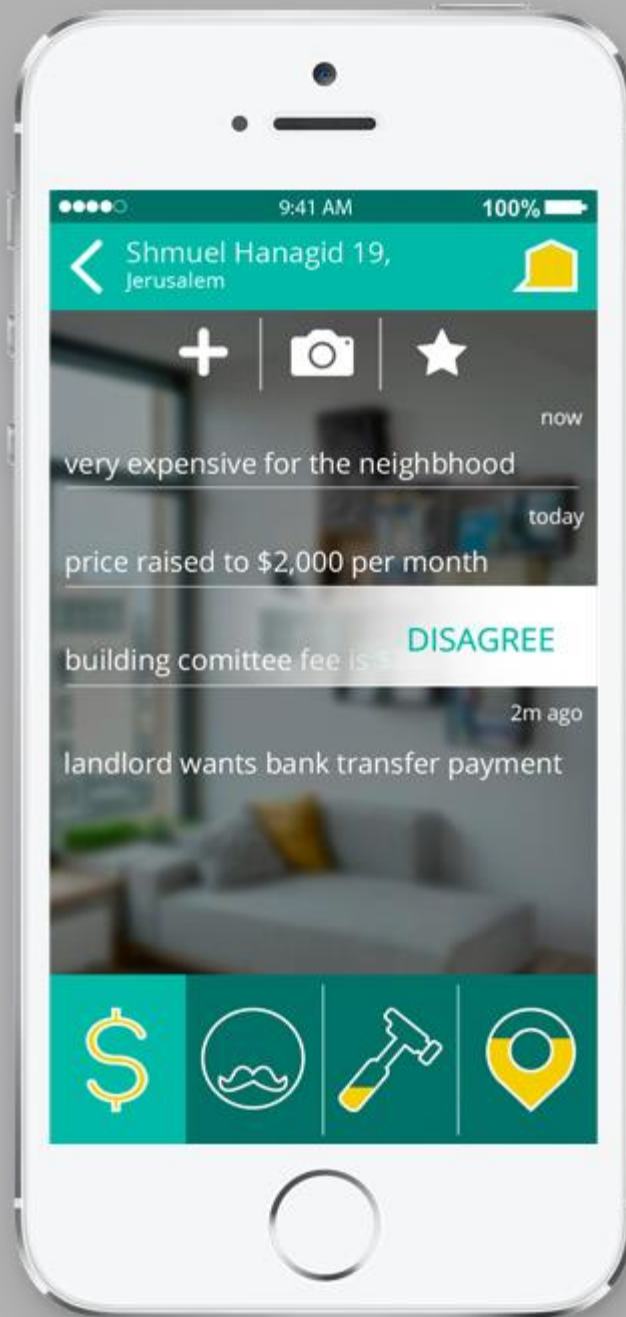 9:41 AM
100%
Shmuel Hanagid 19,
Jerusalem
now
very expensive for the neighbhood
today
price raised to $2,000 per month
DISAGREE
building comittee fee is
2m ago
landlord wants bank transfer payment